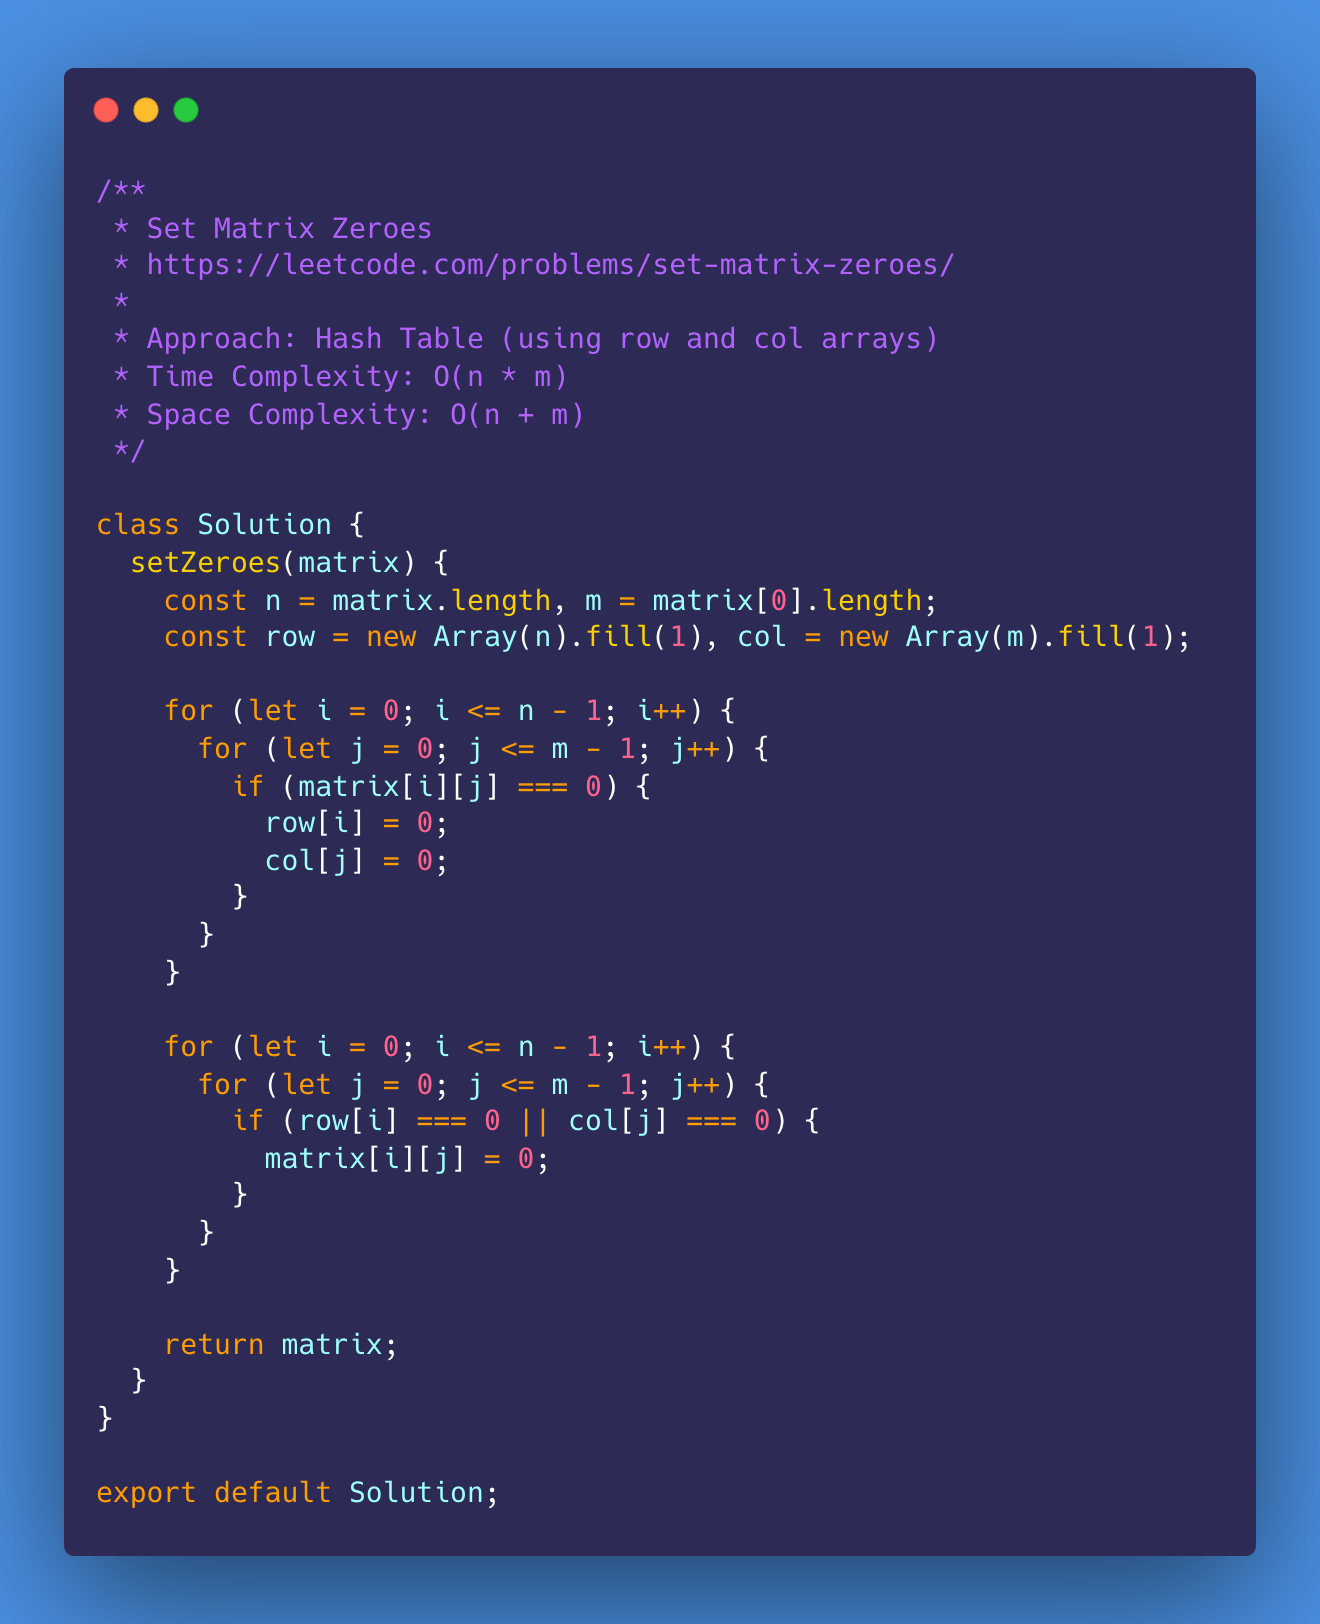 /**
 * Set Matrix Zeroes
 * https://leetcode.com/problems/set-matrix-zeroes/
 *
 * Approach: Hash Table (using row and col arrays)
 * Time Complexity: O(n * m)
 * Space Complexity: O(n + m)
 */

class Solution {
  setZeroes(matrix) {
    const n = matrix.length, m = matrix[0].length;
    const row = new Array(n).fill(1), col = new Array(m).fill(1);

    for (let i = 0; i <= n - 1; i++) {
      for (let j = 0; j <= m - 1; j++) {
        if (matrix[i][j] === 0) {
          row[i] = 0;
          col[j] = 0;
        }
      }
    }

    for (let i = 0; i <= n - 1; i++) {
      for (let j = 0; j <= m - 1; j++) {
        if (row[i] === 0 || col[j] === 0) {
          matrix[i][j] = 0;
        }
      }
    }

    return matrix;
  }
}

export default Solution;